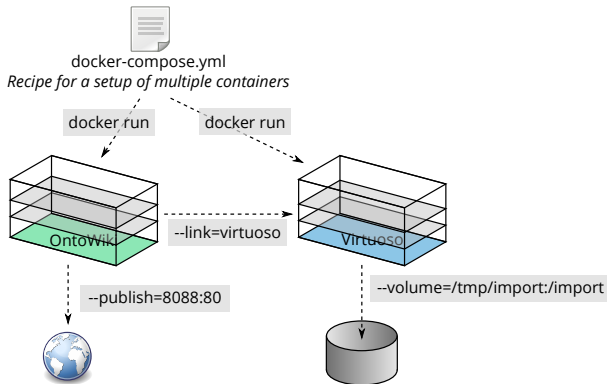 docker-compose.yml
Recipe for a setup of multiple containers
docker run
docker run
OntoWiki
Virtuoso
--link=virtuoso
--publish=8088:80
--volume=/tmp/import:/import